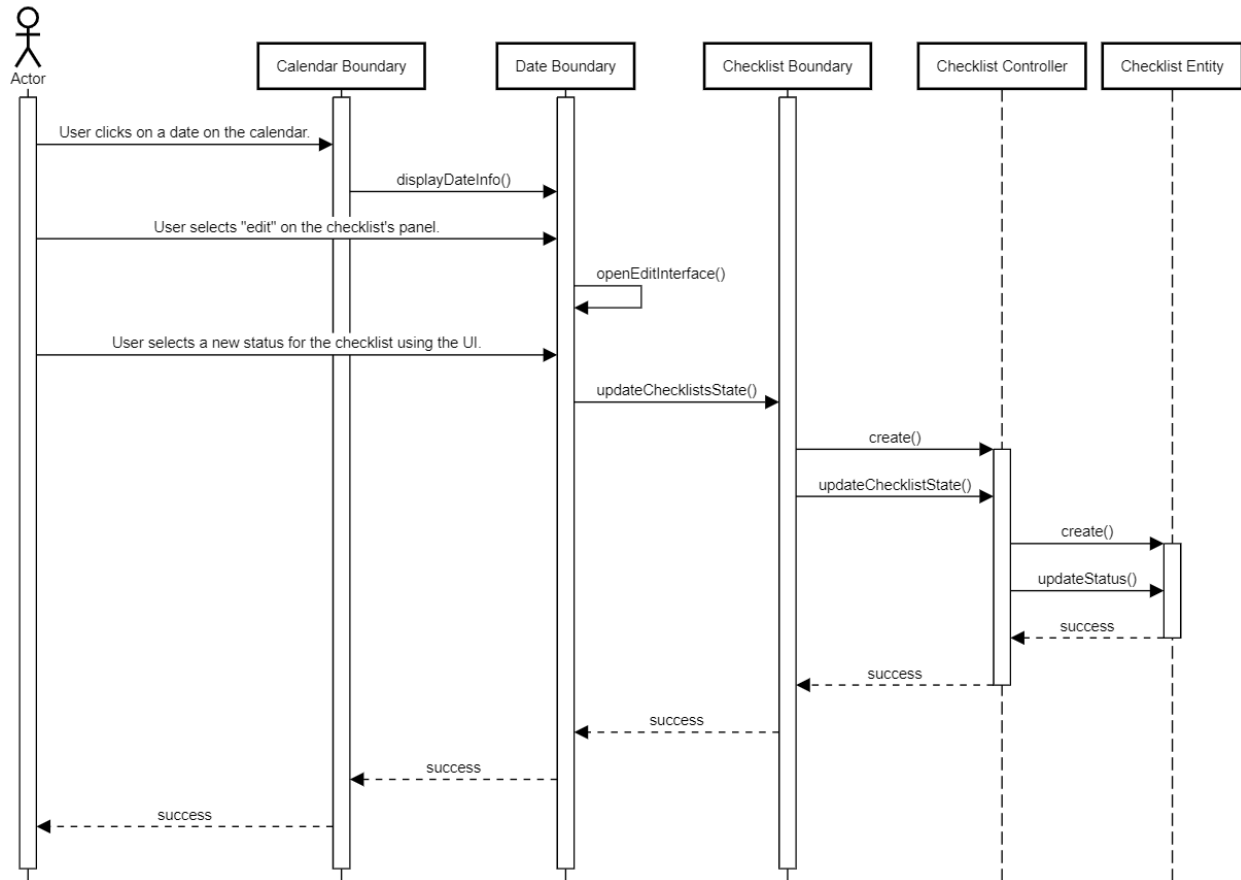 Actor
Calendar Boundary
Date Boundary
Checklist Boundary
Checklist Controller
Checklist Entity
User clicks on a date on the calendar.
displayDateInfo()
User selects "edit" on the checklist's panel.
openEditInterface()
User selects a new status for the checklist using the UI.
updateChecklistsState()
create()
updateChecklistState()
create()
updateStatus()
success
success
success
success
success